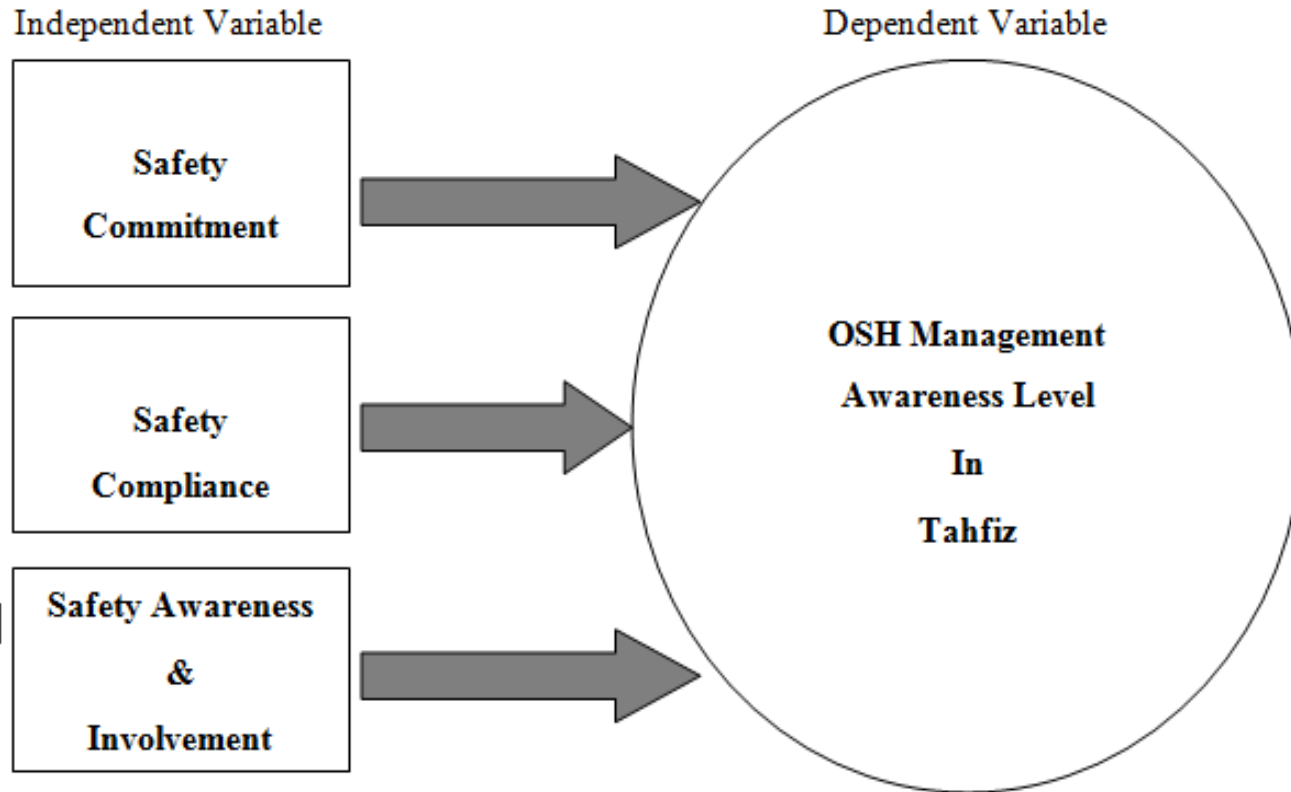 Independent Variable
Safety
Commitment
Safety
Compliance
Safety Awareness
&
Involvement
Dependent Variable
OSH Management
Awareness Level
In
Tahfiz